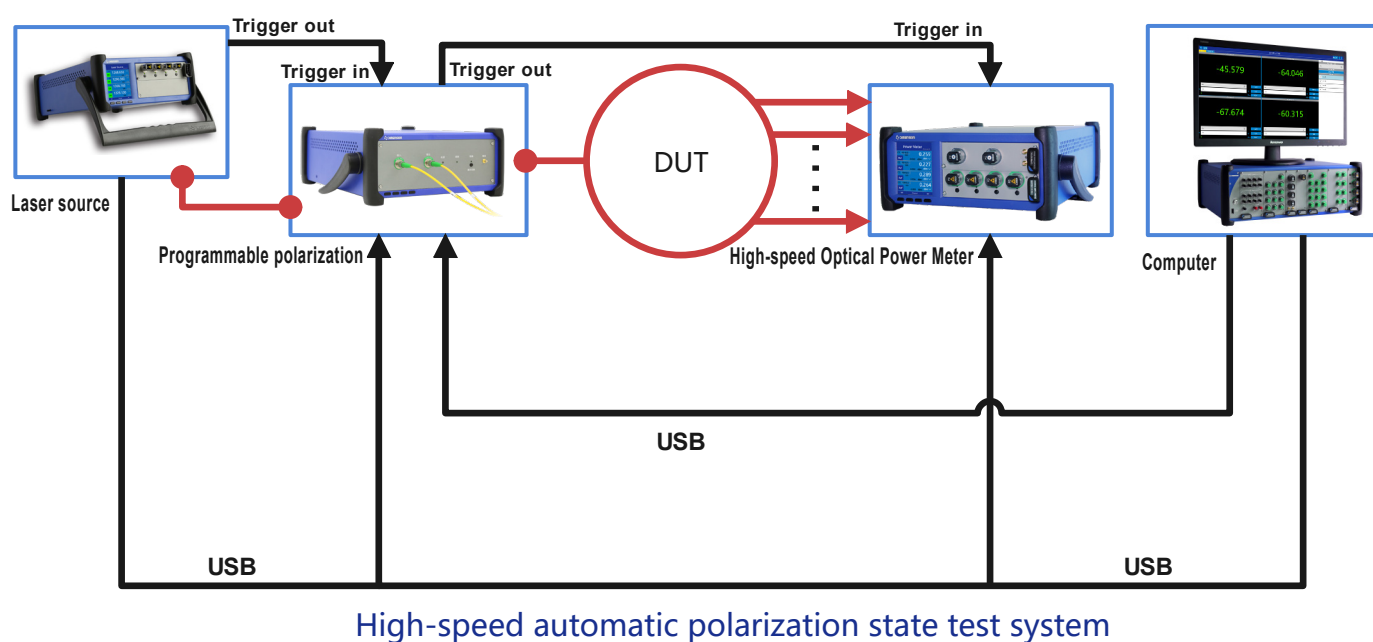 Trigger out
Trigger in
Trigger in
Trigger out
-45.579
-64.046
-67.674
-60.315
DUT
Laser source
Programmable polarization
High-speed Optical Power Meter
Computer
USB
USB
USB
High-speed automatic polarization state test system